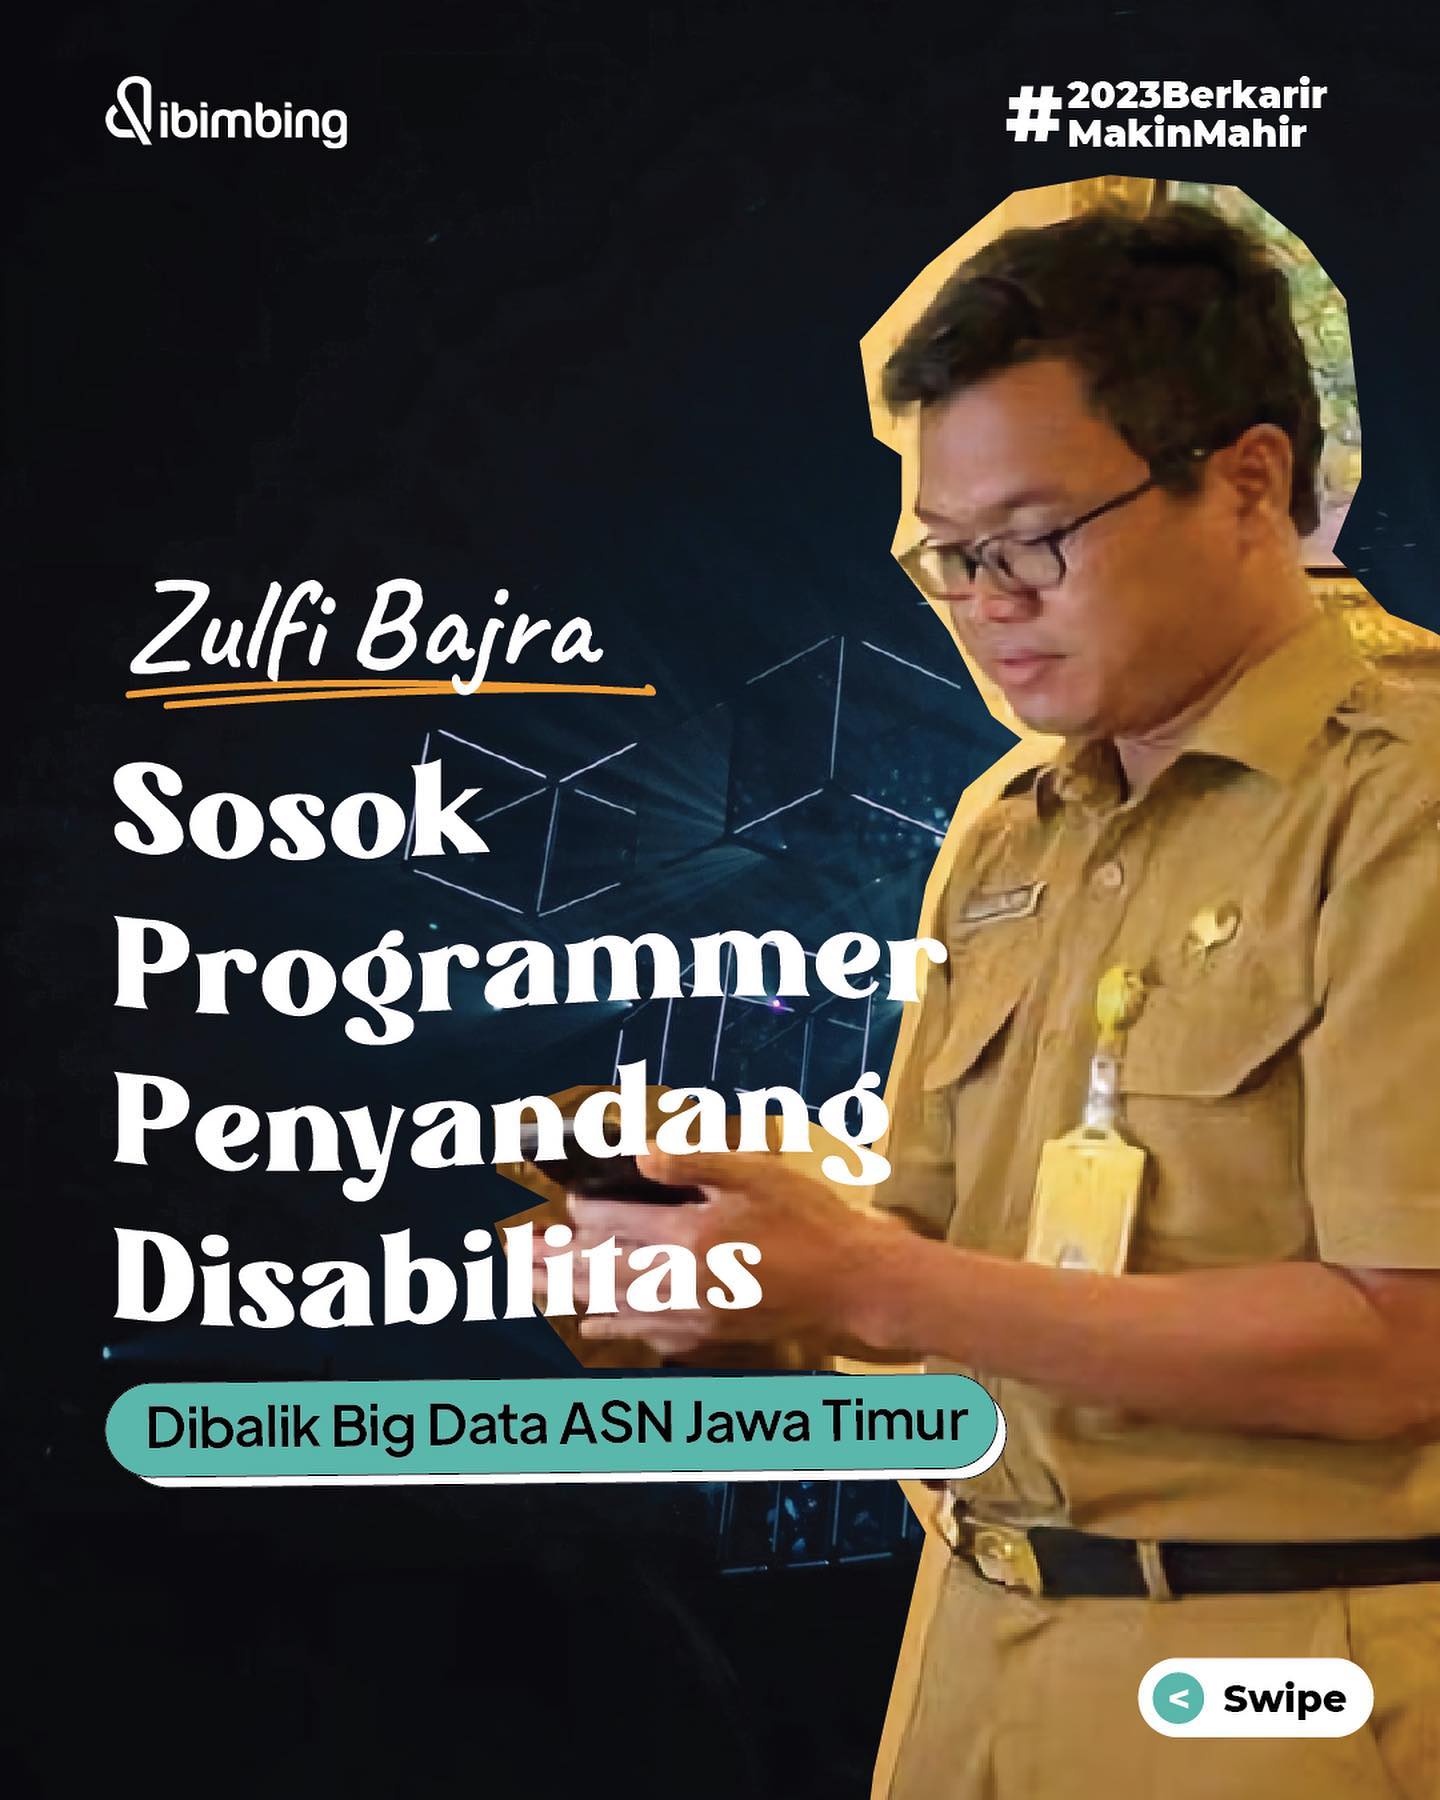 ibimbing
#2023Berkarir
MakinMahir
Zulfi Bajra
Sosok
Programmer
Penyandang
Disabilitas
Dibalik Big Data ASN Jawa Timur
< Swipe